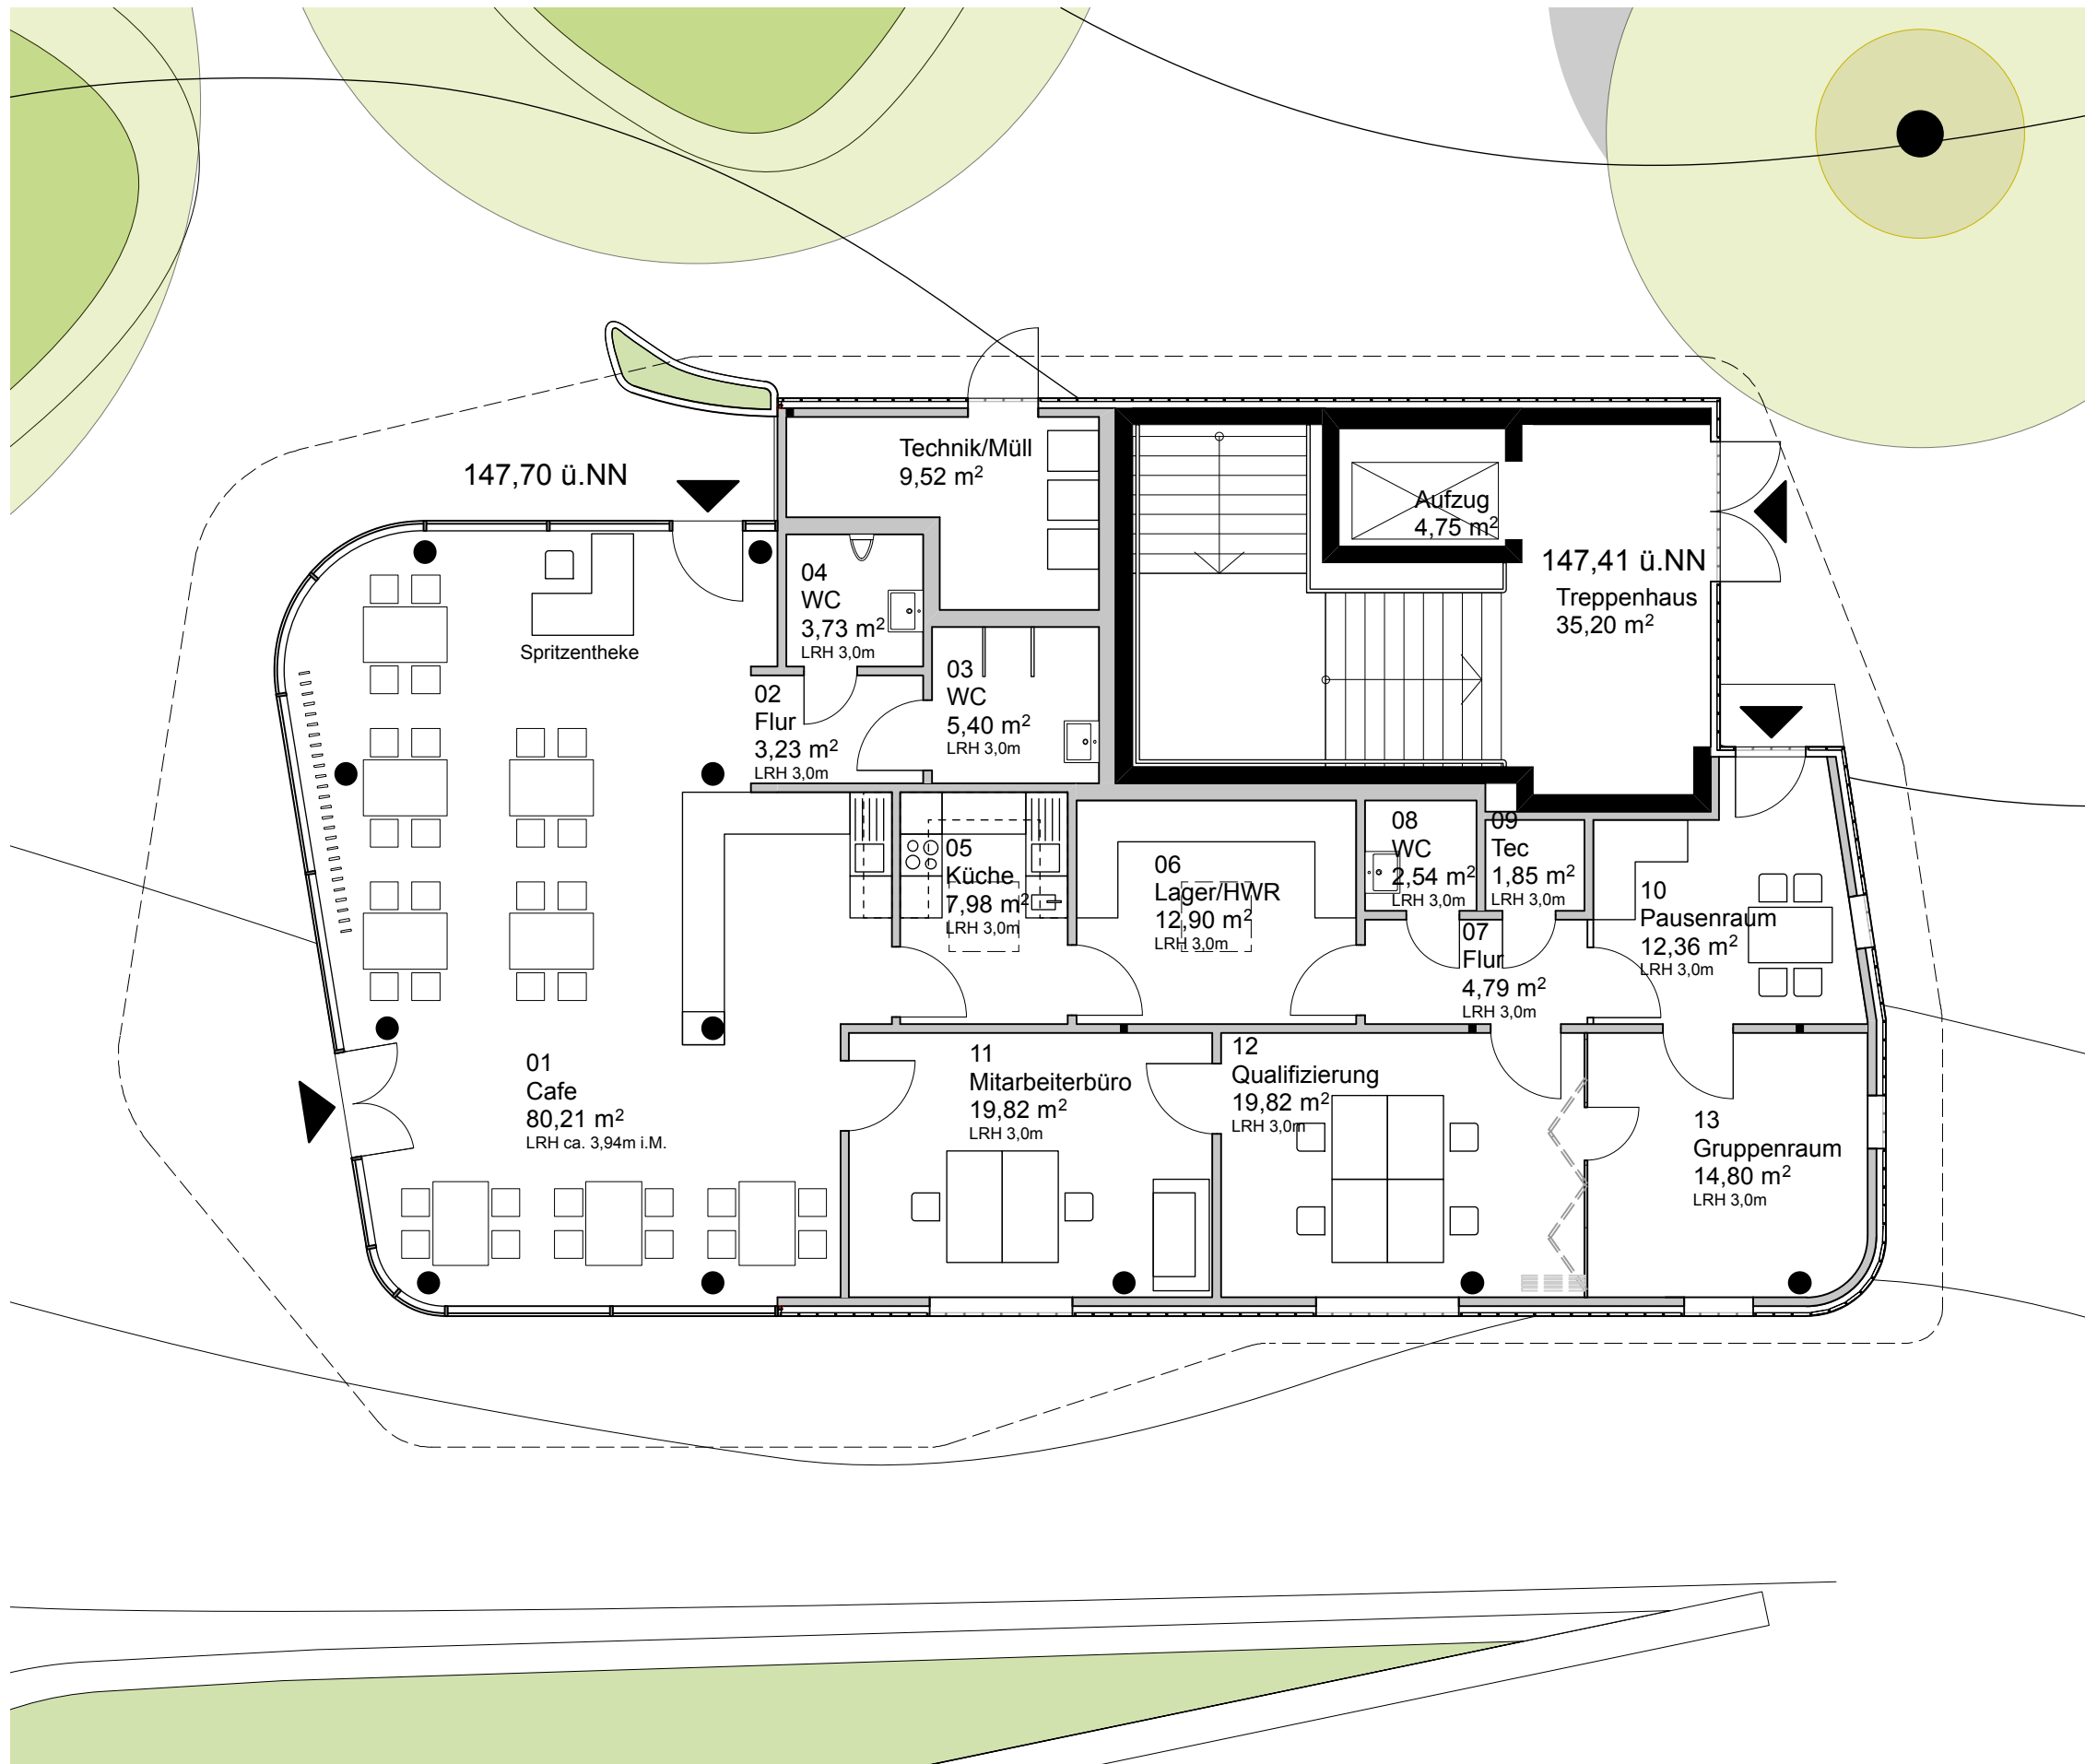 Technik/Müll
9,52 m²
147,70 ü.NN
Aufzug
4,75 m²
147,41 ü.NN
Treppenhaus
35,20 m²
04
WC
3,73 m²
LRH 3,0m
Spritzentheke
03
WC
5,40 m²
LRH 3,0m
02
Flur
3,23 m²
LRH 3,0m
05
Küche
7,98 m²
LRH 3,0m
06
Lager/HWR
12,90 m²
LRH 3,0m
08
WC
2,54 m²
LRH 3,0m
09
Tec
1,85 m²
LRH 3,0m
10
Pausenraum
12,36 m²
LRH 3,0m
07
Flur
4,79 m²
LRH 3,0m
01
Cafe
80,21 m²
LRH ca. 3,94m i.M.
11
Mitarbeiterbüro
19,82 m²
LRH 3,0m
12
Qualifizierung
19,82 m²
LRH 3,0m
13
Gruppenraum
14,80 m²
LRH 3,0m